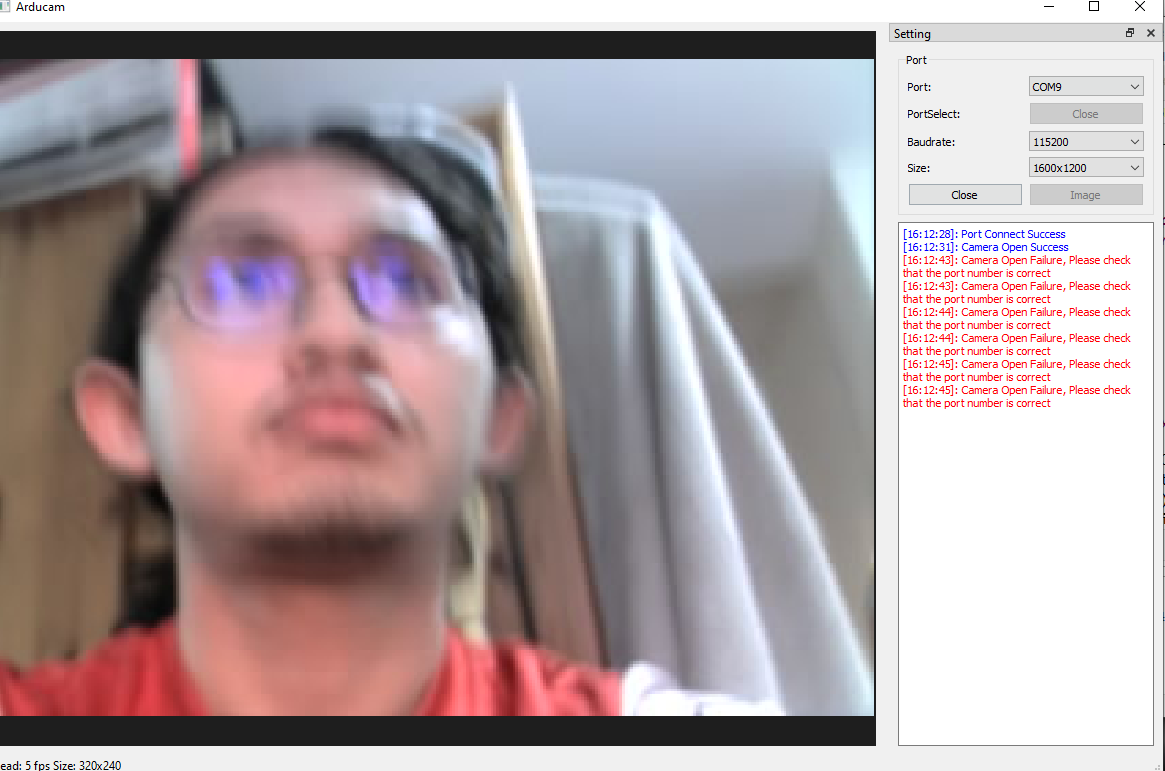 Arducam
Setting
Port
Port: COM9
PortSelect: Close
Baudrate: 115200
Size: 1600x1200
Close Image
[16:12:28]: Port Connect Success
[16:12:31]: Camera Open Success
[16:12:43]: Camera Open Failure, Please check
that the port number is correct
[16:12:43]: Camera Open Failure, Please check
that the port number is correct
[16:12:44]: Camera Open Failure, Please check
that the port number is correct
[16:12:44]: Camera Open Failure, Please check
that the port number is correct
[16:12:45]: Camera Open Failure, Please check
that the port number is correct
[16:12:45]: Camera Open Failure, Please check
that the port number is correct
ead: 5 fps Size: 320x240